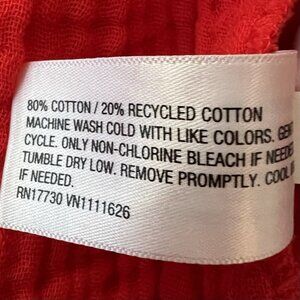 80% COTTON / 20% RECYCLED COTTON
MACHINE WASH COLD WITH LIKE COLORS.
CYCLE. ONLY NON-CHLORINE BLEACH IF
TUMBLE DRY LOW. REMOVE PROMPTLY. COOL
IF NEEDED.
RN17730 VN1111626